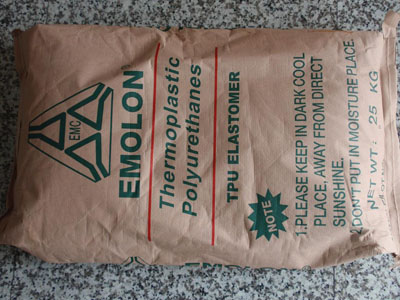 EMC
EMOLON
Thermoplastic
Polyurethanes
TPU ELASTOMER
NOTE
1.PLEASE KEEP IN DARK COOL
PLACE, AWAY FROM DIRECT
SUNSHINE.
2.DON'T PUT IN MOISTURE PLACE.
NET WT: 25 KG